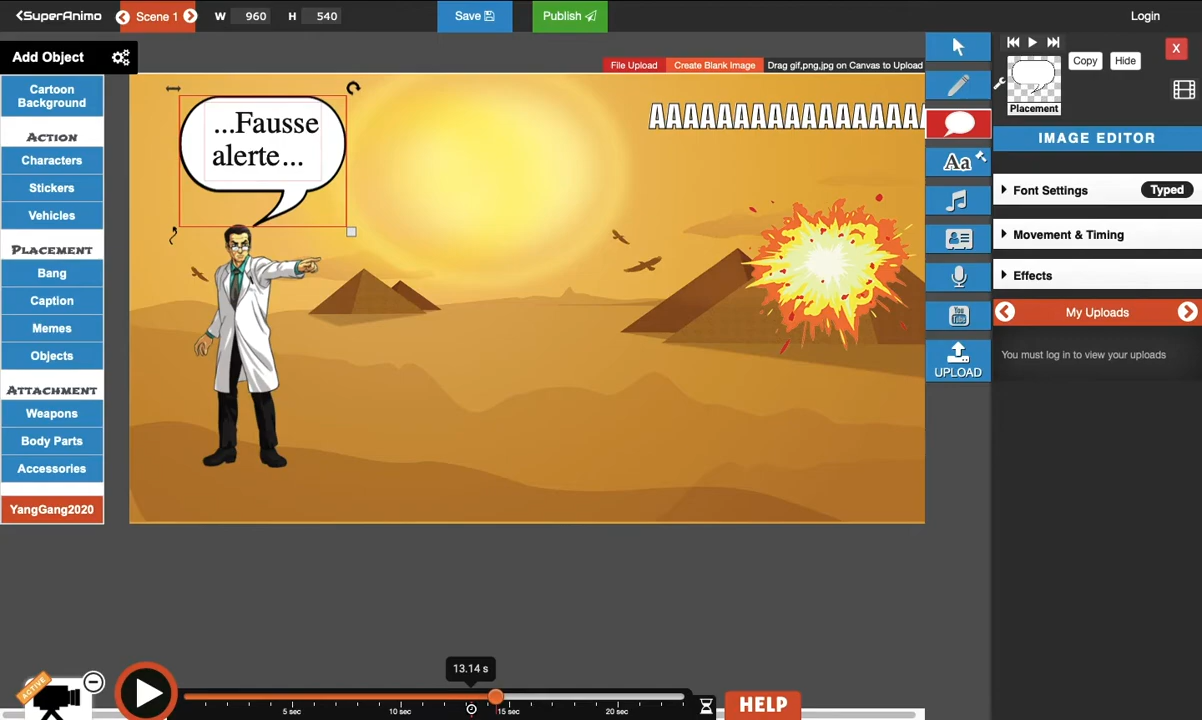 SuperAnimo
Scene 1
W 960 H 540
Save
Publish
Login
Add Object
Cartoon
Background
ACTION
Characters
Stickers
Vehicles
PLACEMENT
Bang
Caption
Memes
Objects
ATTACHMENT
Weapons
Body Parts
Accessories
YangGang2020
File Upload
Create Blank Image
Drag gif,png,jpg on Canvas to Upload
...Fausse
alerte...
AAAAAAAAAAAAAAAA
Aa
You
Tube
UPLOAD
Copy
Hide
X
Placement
IMAGE EDITOR
Font Settings
Typed
Movement & Timing
Effects
My Uploads
You must log in to view your uploads
ACTIVE
13.14 s
5 sec
10 sec
15 sec
20 sec
HELP